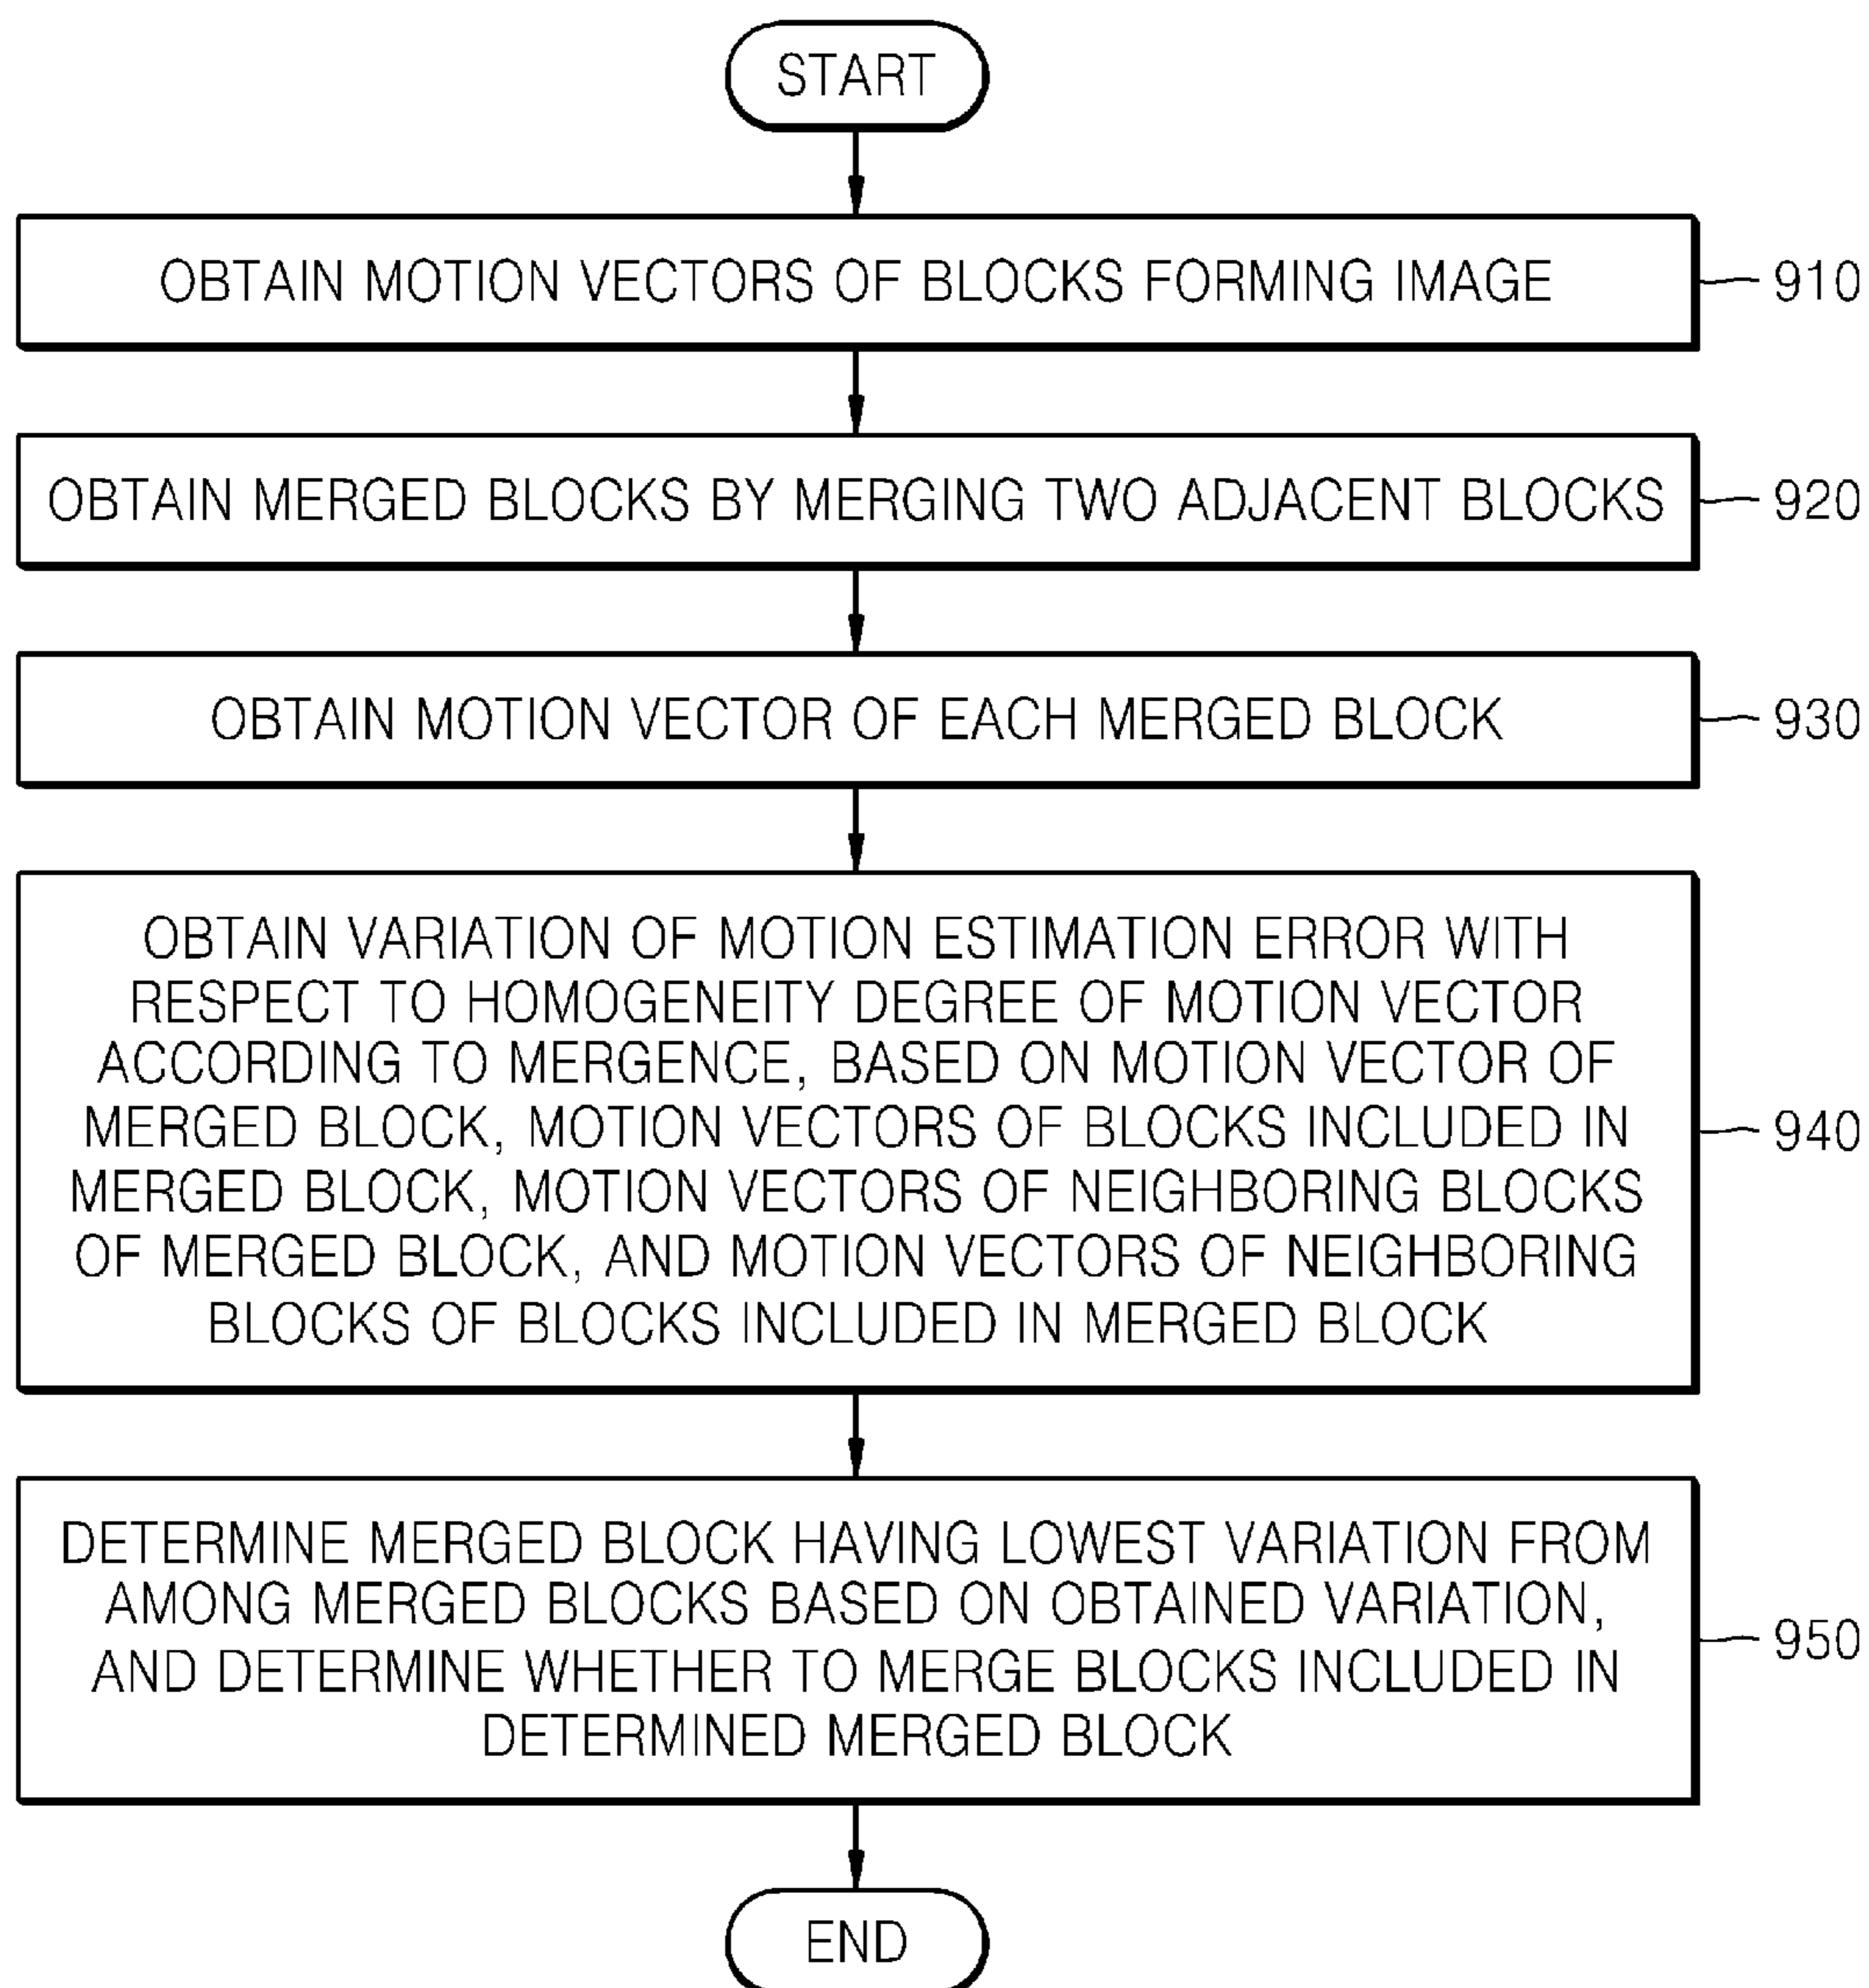 START
OBTAIN MOTION VECTORS OF BLOCKS FORMING IMAGE
910
OBTAIN MERGED BLOCKS BY MERGING TWO ADJACENT BLOCKS
920
OBTAIN MOTION VECTOR OF EACH MERGED BLOCK
930
OBTAIN VARIATION OF MOTION ESTIMATION ERROR WITH
RESPECT TO HOMOGENEITY DEGREE OF MOTION VECTOR
ACCORDING TO MERGENCE, BASED ON MOTION VECTOR OF
MERGED BLOCK, MOTION VECTORS OF BLOCKS INCLUDED IN
MERGED BLOCK, MOTION VECTORS OF NEIGHBORING BLOCKS
OF MERGED BLOCK, AND MOTION VECTORS OF NEIGHBORING
BLOCKS OF BLOCKS INCLUDED IN MERGED BLOCK
940
DETERMINE MERGED BLOCK HAVING LOWEST VARIATION FROM
AMONG MERGED BLOCKS BASED ON OBTAINED VARIATION,
AND DETERMINE WHETHER TO MERGE BLOCKS INCLUDED IN
DETERMINED MERGED BLOCK
950
END